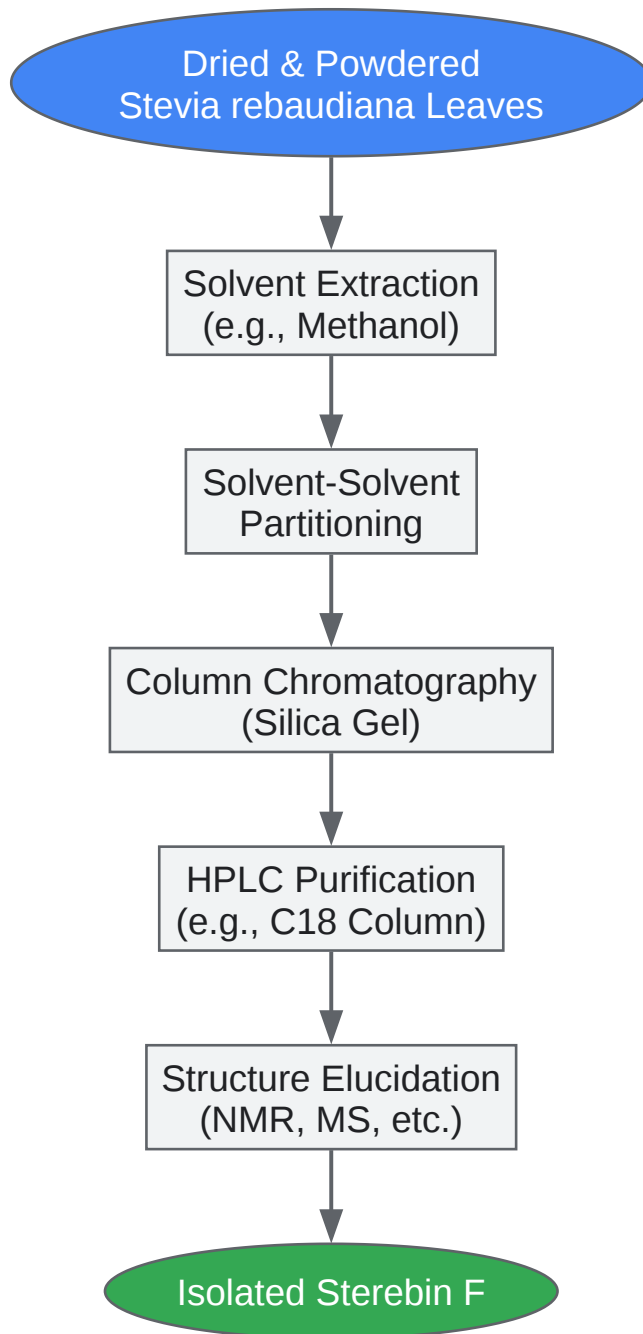 Dried & Powdered
Stevia rebaudiana Leaves
Solvent Extraction
(e.g., Methanol)
Solvent-Solvent
Partitioning
Column Chromatography
(Silica Gel)
HPLC Purification
(e.g., C18 Column)
Structure Elucidation
(NMR, MS, etc.)
Isolated Sterebin F